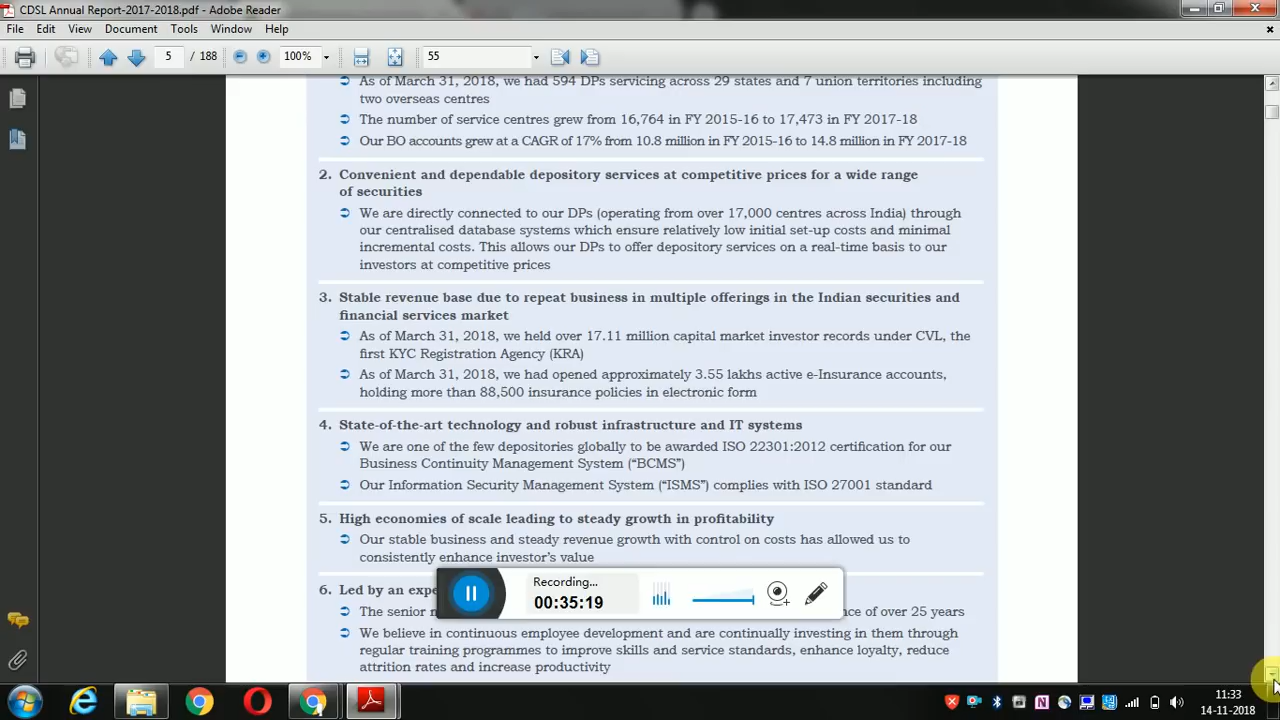 CDSL Annual Report-2017-2018.pdf - Adobe Reader
File Edit View Document Tools Window Help
5 / 188 100% 55
As of March 31, 2018, we had 594 DPs servicing across 29 states and 7 union territories including
two overseas centres
The number of service centres grew from 16,764 in FY 2015-16 to 17,473 in FY 2017-18
Our BO accounts grew at a CAGR of 17% from 10.8 million in FY 2015-16 to 14.8 million in FY 2017-18
2. Convenient and dependable depository services at competitive prices for a wide range
of securities
We are directly connected to our DPs (operating from over 17,000 centres across India) through
our centralised database systems which ensure relatively low initial set-up costs and minimal
incremental costs. This allows our DPs to offer depository services on a real-time basis to our
investors at competitive prices
3. Stable revenue base due to repeat business in multiple offerings in the Indian securities and
financial services market
As of March 31, 2018, we held over 17.11 million capital market investor records under CVL, the
first KYC Registration Agency (KRA)
As of March 31, 2018, we had opened approximately 3.55 lakhs active e-Insurance accounts,
holding more than 88,500 insurance policies in electronic form
4. State-of-the-art technology and robust infrastructure and IT systems
We are one of the few depositories globally to be awarded ISO 22301:2012 certification for our
Business Continuity Management System ("BCMS")
Our Information Security Management System ("ISMS") complies with ISO 27001 standard
5. High economies of scale leading to steady growth in profitability
Our stable business and steady revenue growth with control on costs has allowed us to
consistently enhance investor's value
6. Led by an
The senior of over 25 years
We believe in continuous employee development and are continually investing in them through
regular training programmes to improve skills and service standards, enhance loyalty, reduce
attrition rates and increase productivity
Recording...
00:35:19
11:33
14-11-2018